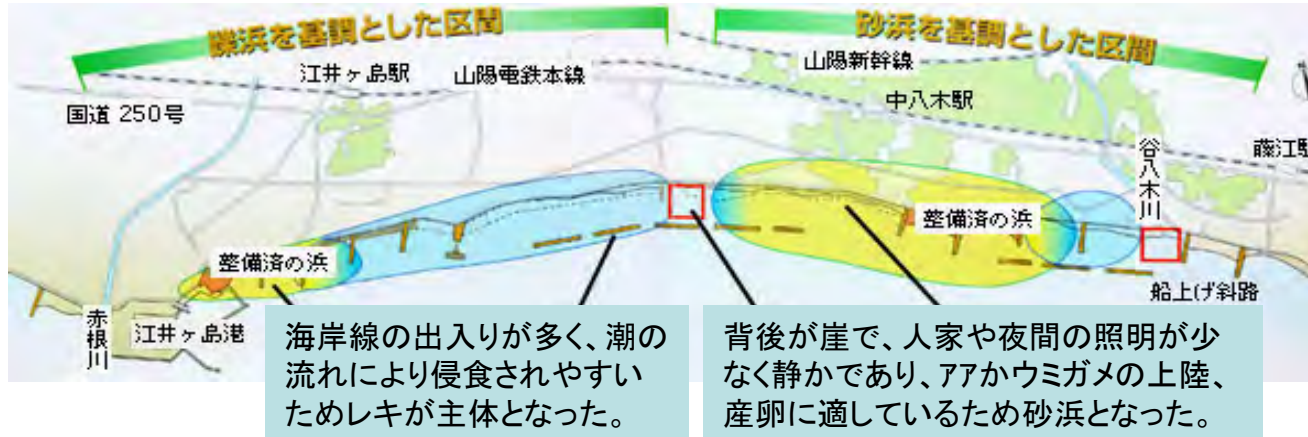 礫浜を基調とした区間
砂浜を基調とした区間
江井ヶ島駅
山陽電鉄本線
山陽新幹線
国道 250号
中八木駅
藤江駅
谷八木川
整備済の浜
整備済の浜
船上げ斜路
赤根川
江井ヶ島港
海岸線の出入りが多く、潮の
流れにより侵食されやすい
ためレキが主体となった。
背後が崖で、人家や夜間の照明が少
なく静かであり、アアかウミガメの上陸、
産卵に適しているため砂浜となった。